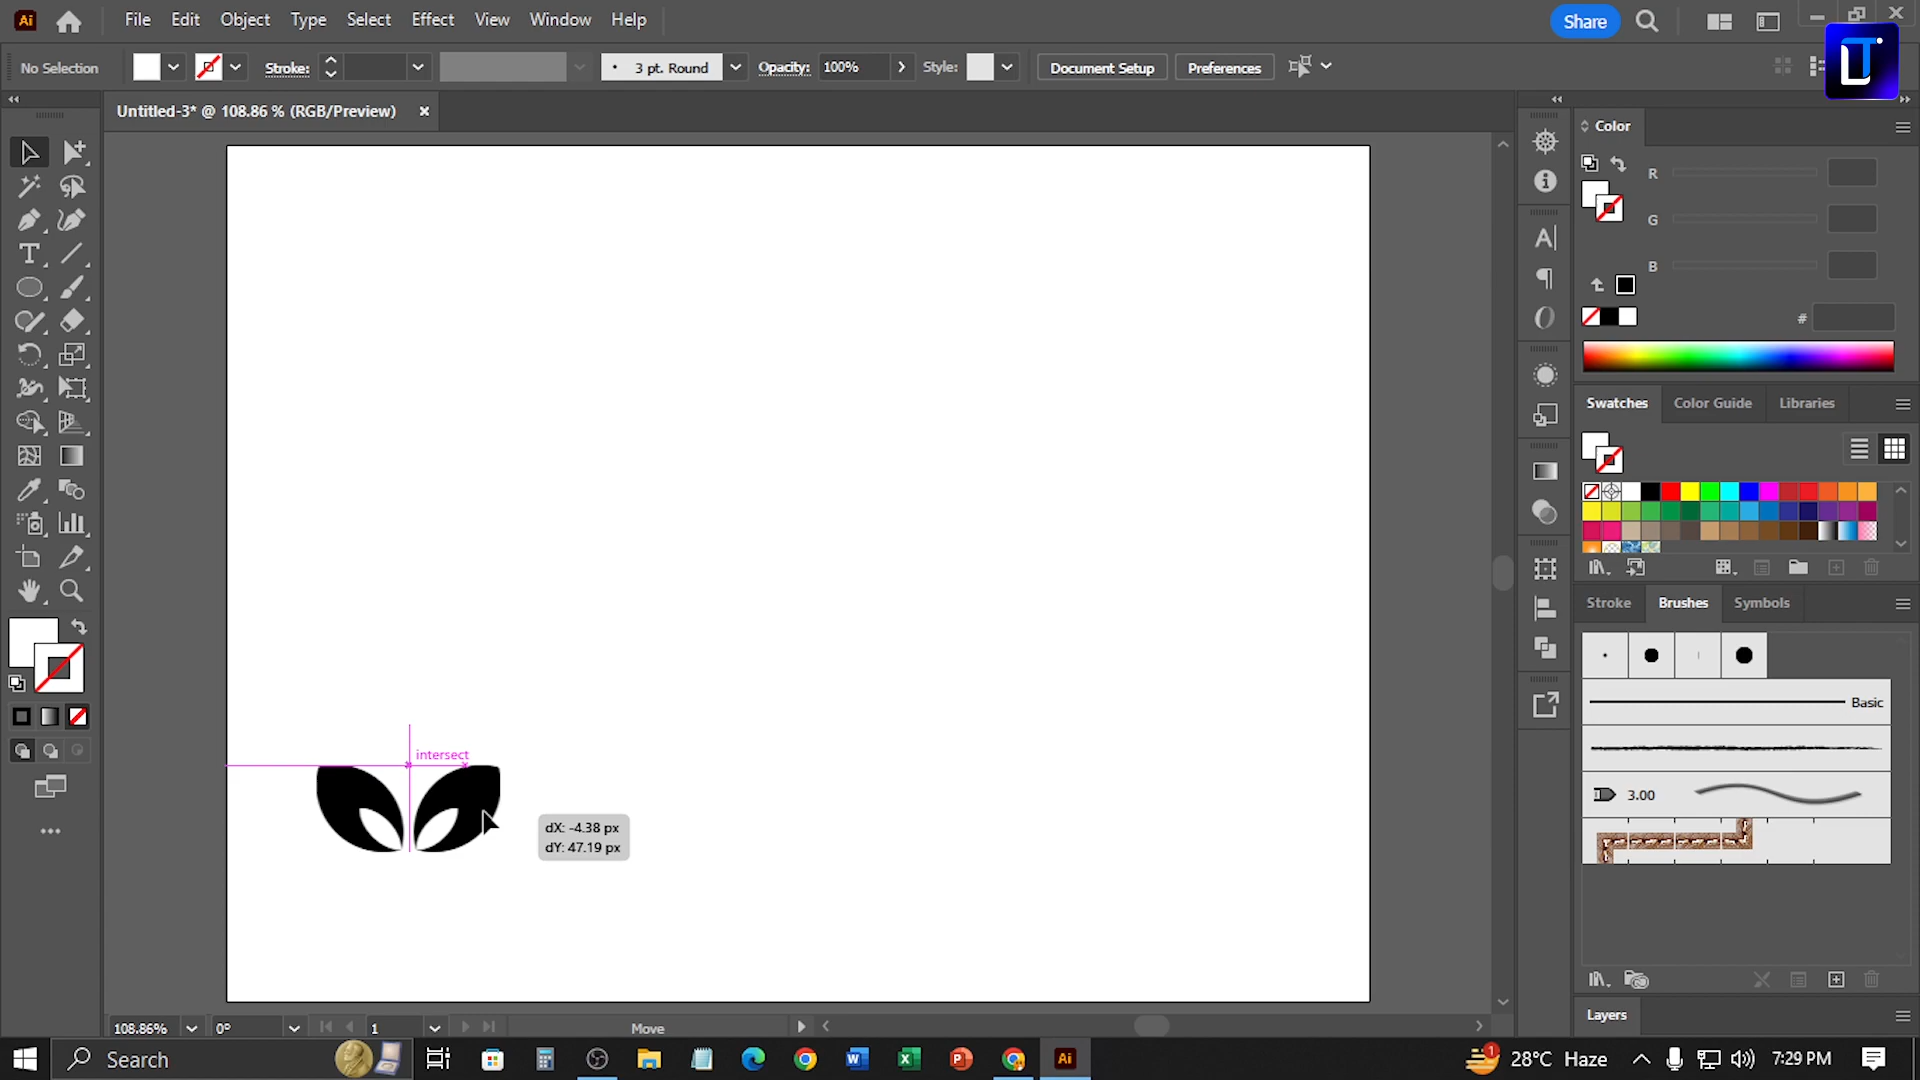 Ai File Edit Object Type Select Effect View Window Help Share
No Selection Stroke: 3 pt. Round Opacity: 100% Style: Document Setup Preferences
Untitled-3* @ 108.86 % (RGB/Preview)
Color
R
G
B
#
Swatches Color Guide Libraries
Stroke Brushes Symbols
Basic
3.00
intersect
dX: -4.38 px
dY: 47.19 px
Layers
108.86% 0° 1 Move
Search 1 28°C Haze 7:29 PM